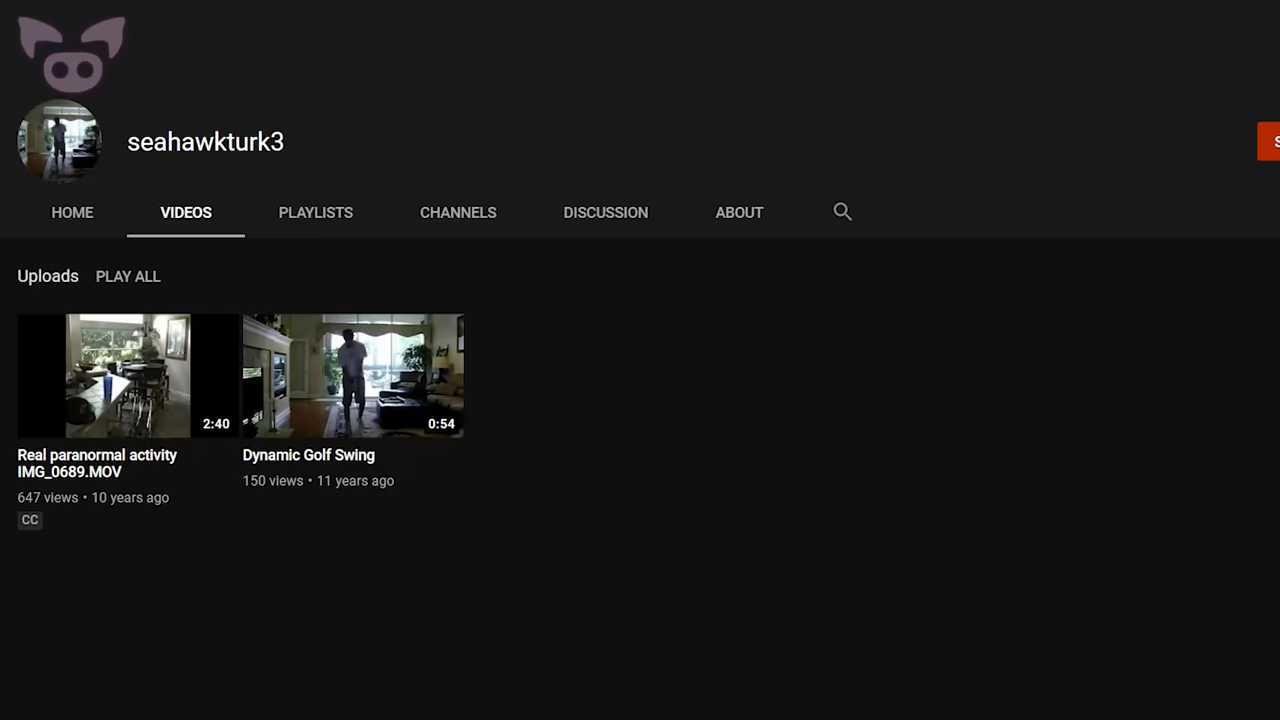 seahawkturk3
HOME VIDEOS PLAYLISTS CHANNELS DISCUSSION ABOUT
Uploads PLAY ALL
2:40 0:54
Real paranormal activity Dynamic Golf Swing
IMG_0689.MOV
150 views • 11 years ago
647 views • 10 years ago
CC